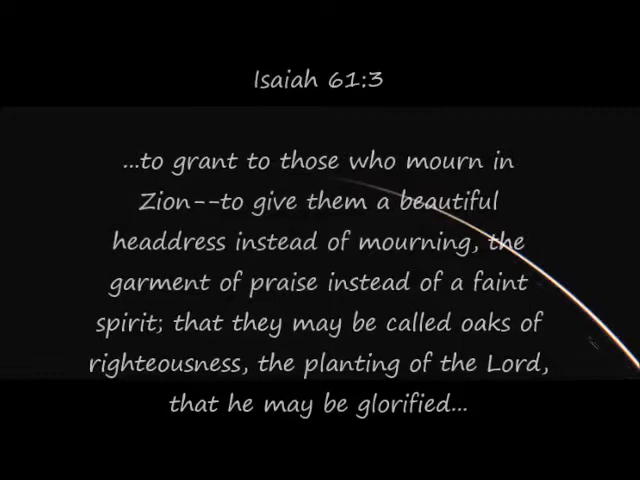 Isaiah 61:3
...to grant to those who mourn in
Zion--to give them a beautiful
headdress instead of mourning, the
garment of praise instead of a faint
spirit; that they may be called oaks of
righteousness, the planting of the Lord,
that he may be glorified...